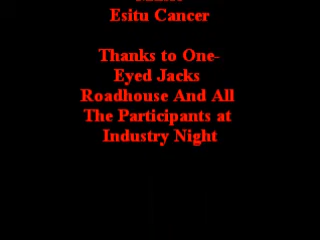 Esitu Cancer
Thanks to One-
Eyed Jacks
Roadhouse And All
The Participants at
Industry Night